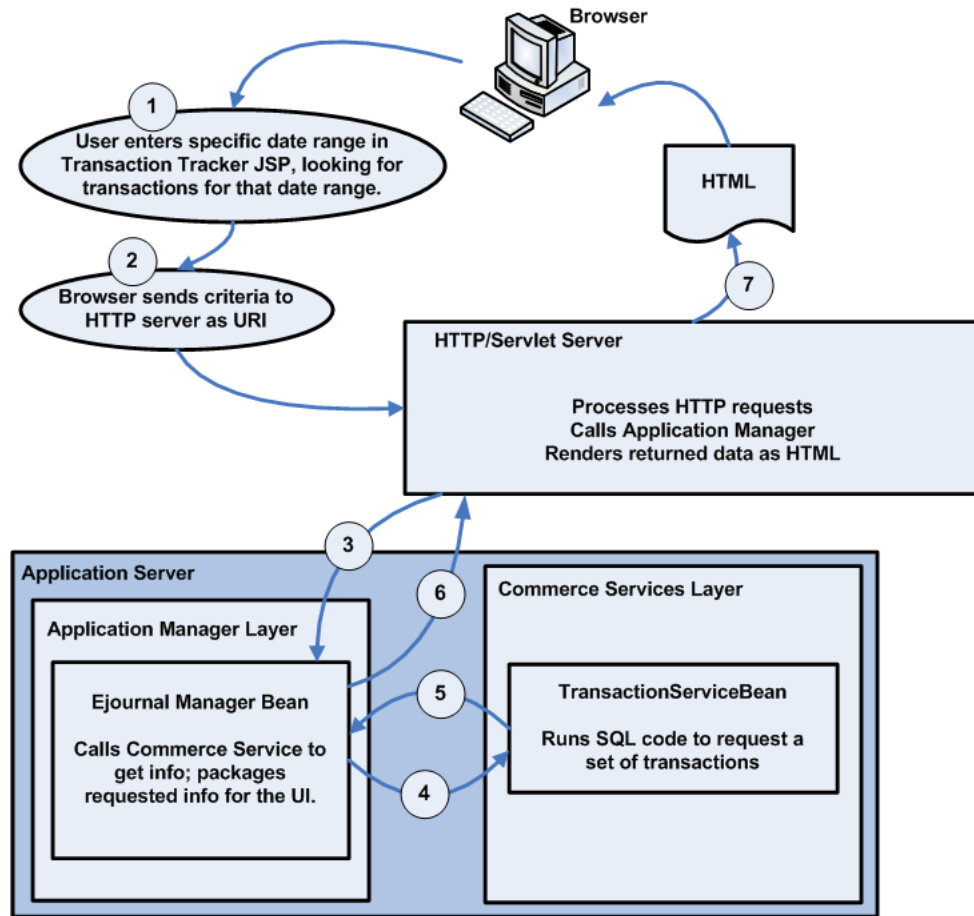 Browser
1
User enters specific date range in
Transaction Tracker JSP, looking for
transactions for that date range.
2
Browser sends criteria to
HTTP server as URI
HTML
7
HTTP/Servlet Server
Processes HTTP requests
Calls Application Manager
Renders returned data as HTML
3
6
Application Server
Application Manager Layer
Ejournal Manager Bean
Calls Commerce Service to
get info; packages
requested info for the UI.
5
4
Commerce Services Layer
TransactionServiceBean
Runs SQL code to request a
set of transactions